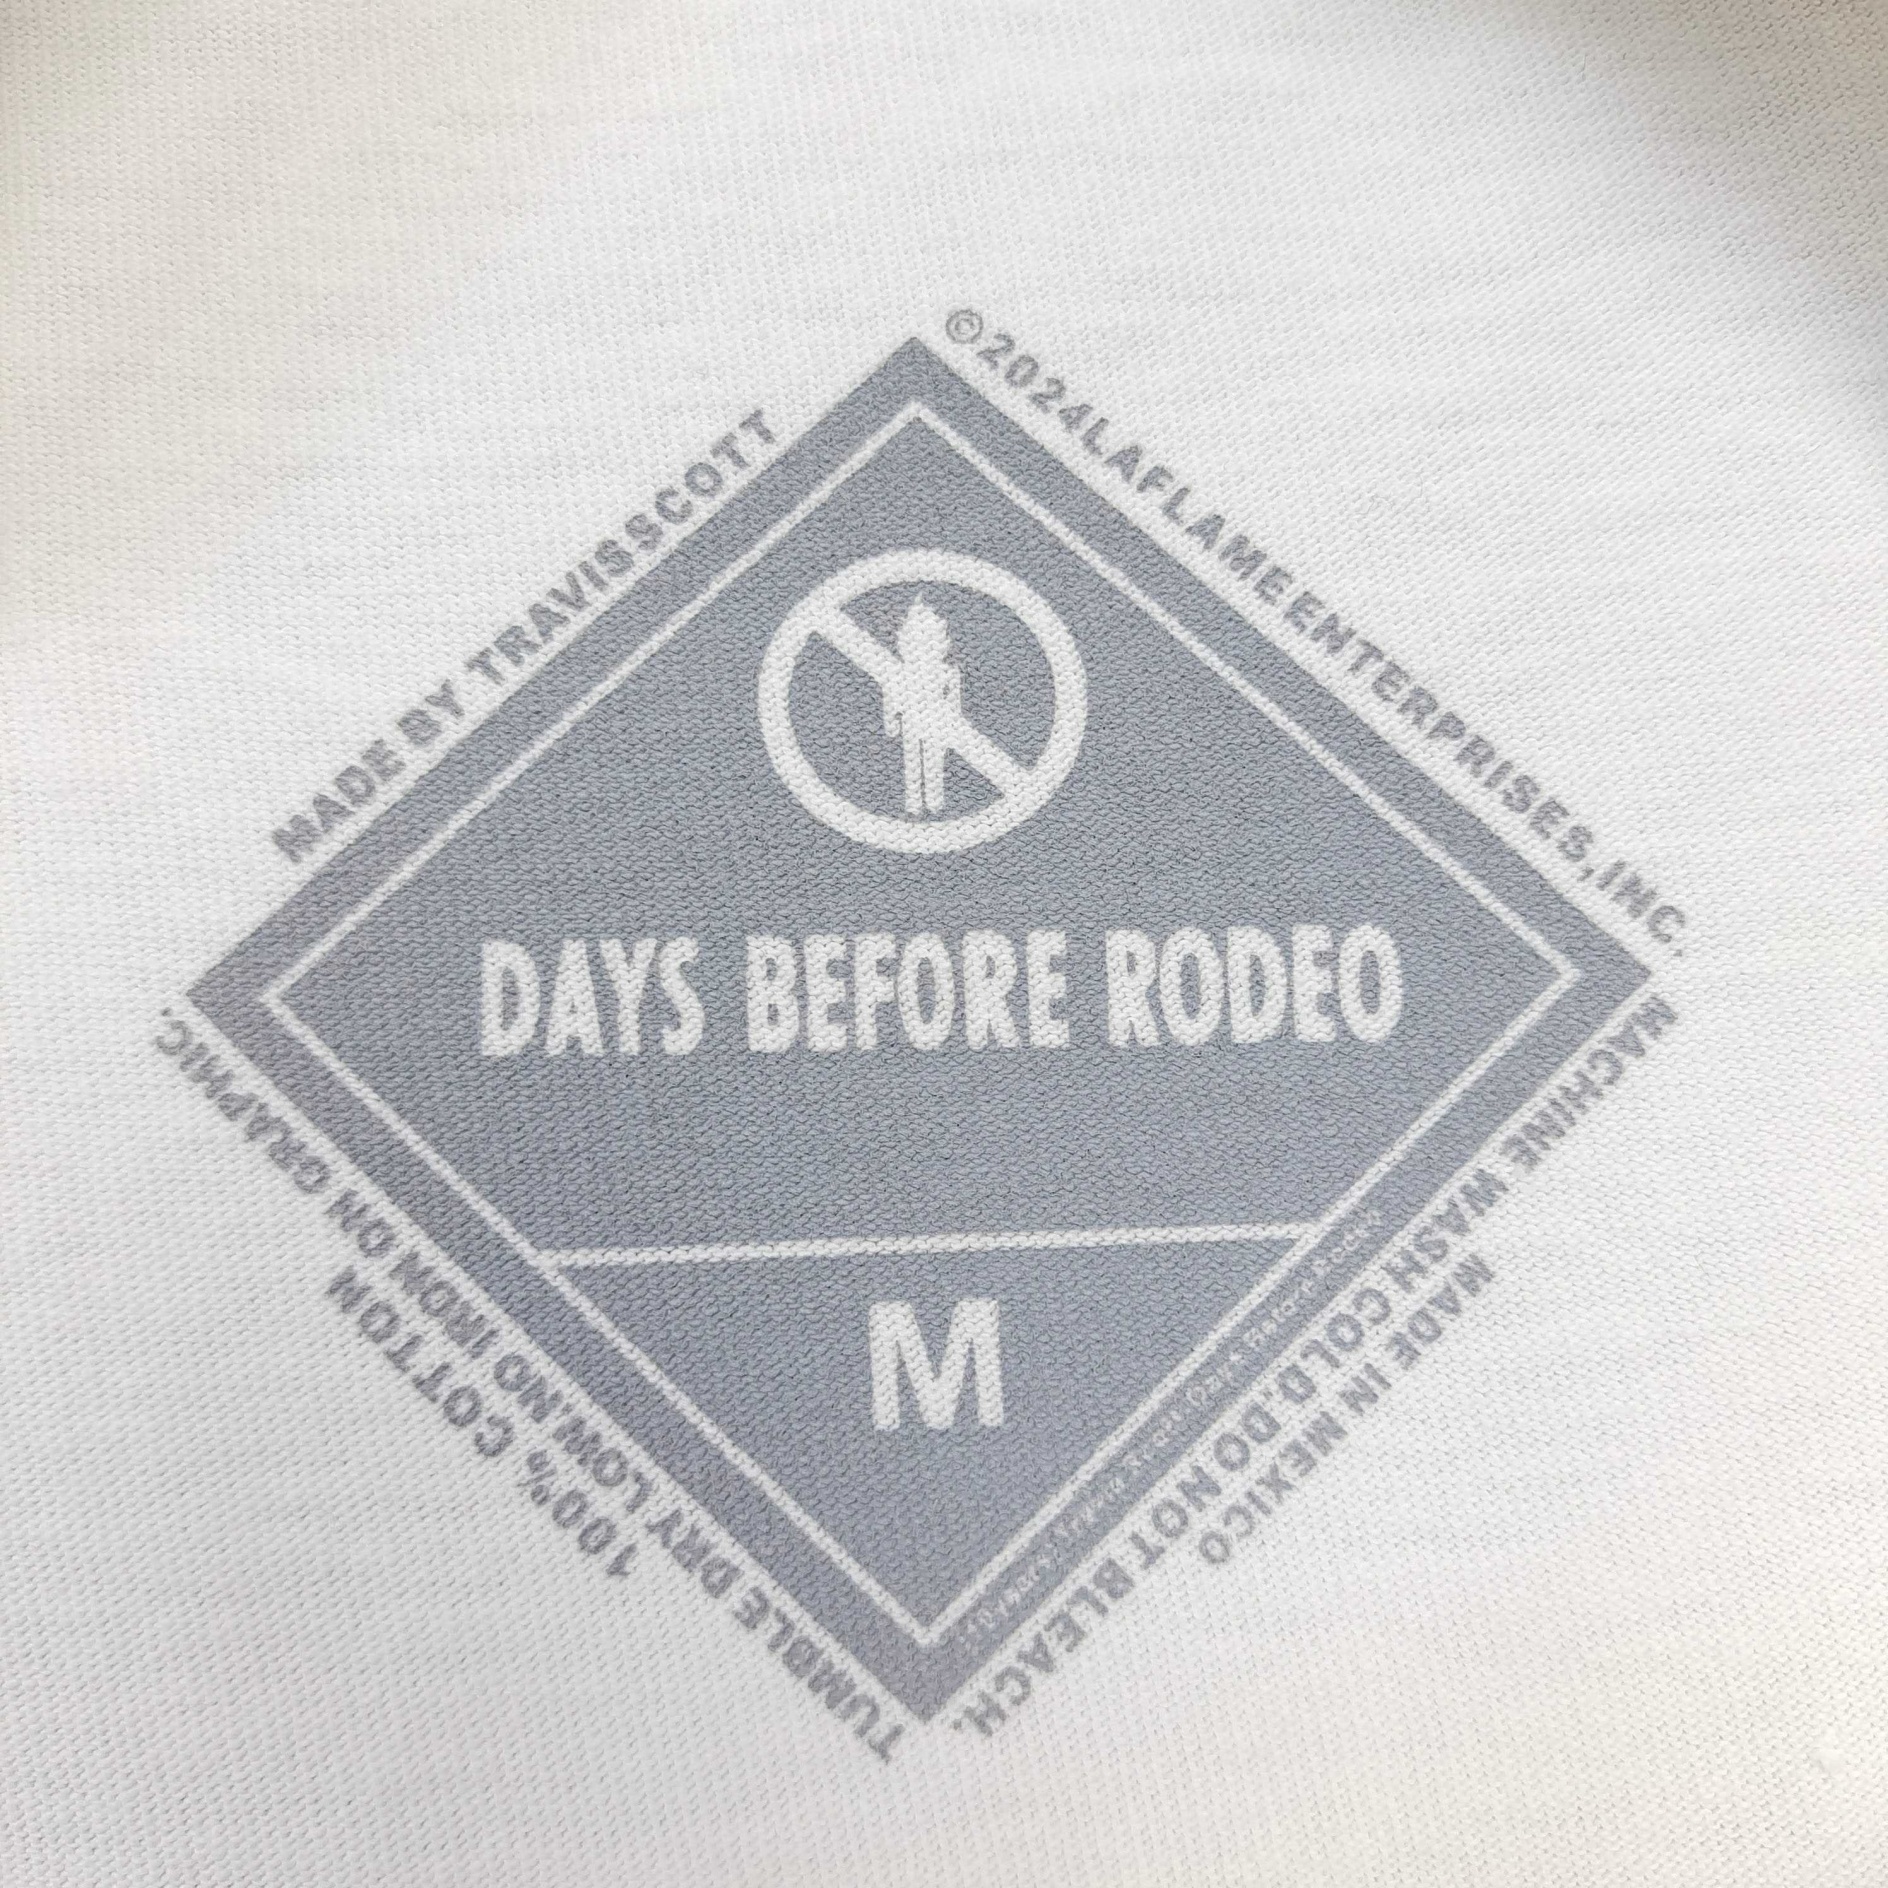 ©2024LAFLAMEENTERPRISES,INC.
MADE BY TRAVISSCOTT
DAYS BEFORE RODEO
M
MACHINE WASH COLD.DO NOT BLEACH.
MADE IN MEXICO
TUMBLE DRY LOW.NO IRON ON GRAPHIC.
100% COTTON